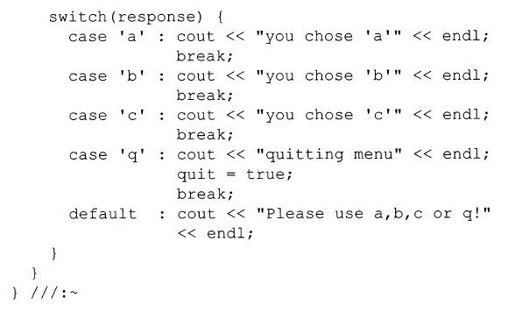 switch(response) {
case 'a' : cout << "you chose 'a'" << endl;
break;
case 'b' : cout << "you chose 'b'" << endl;
break;
case 'c' : cout << "you chose 'c'" << endl;
break;
case 'q' : cout << "quitting menu" << endl;
quit = true;
break;
default  : cout << "Please use a,b,c or q!"
<< endl;
}
}
} ///:~